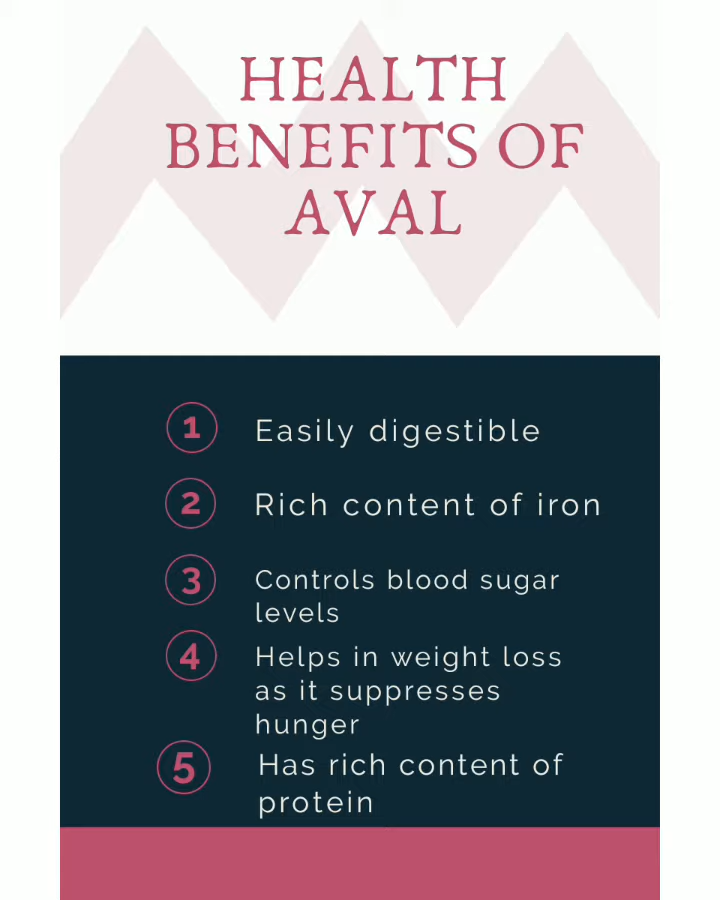 HEALTH
BENEFITS OF
AVAL
1 Easily digestible
2 Rich content of iron
3 Controls blood sugar
levels
4 Helps in weight loss
as it suppresses
hunger
5 Has rich content of
protein